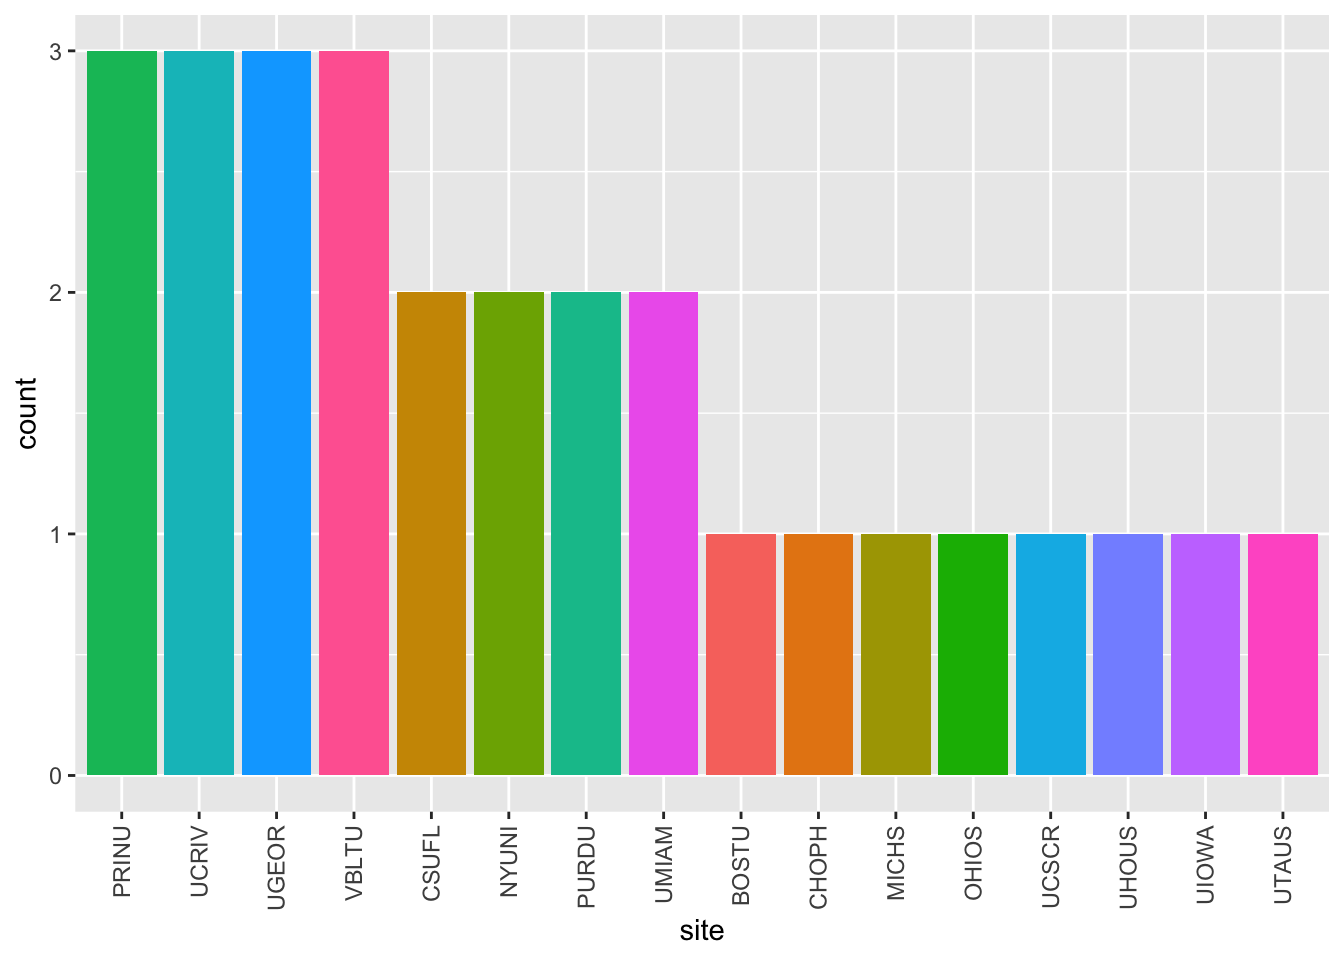 3
2
1
0
count
PRINU
UCRIV
UGEOR
VBLTU
CSUFL
NYUNI
PURDU
UMIAM
BOSTU
CHOPH
MICHS
OHIOS
UCSCR
UHOUS
UIOWA
UTAUS
site